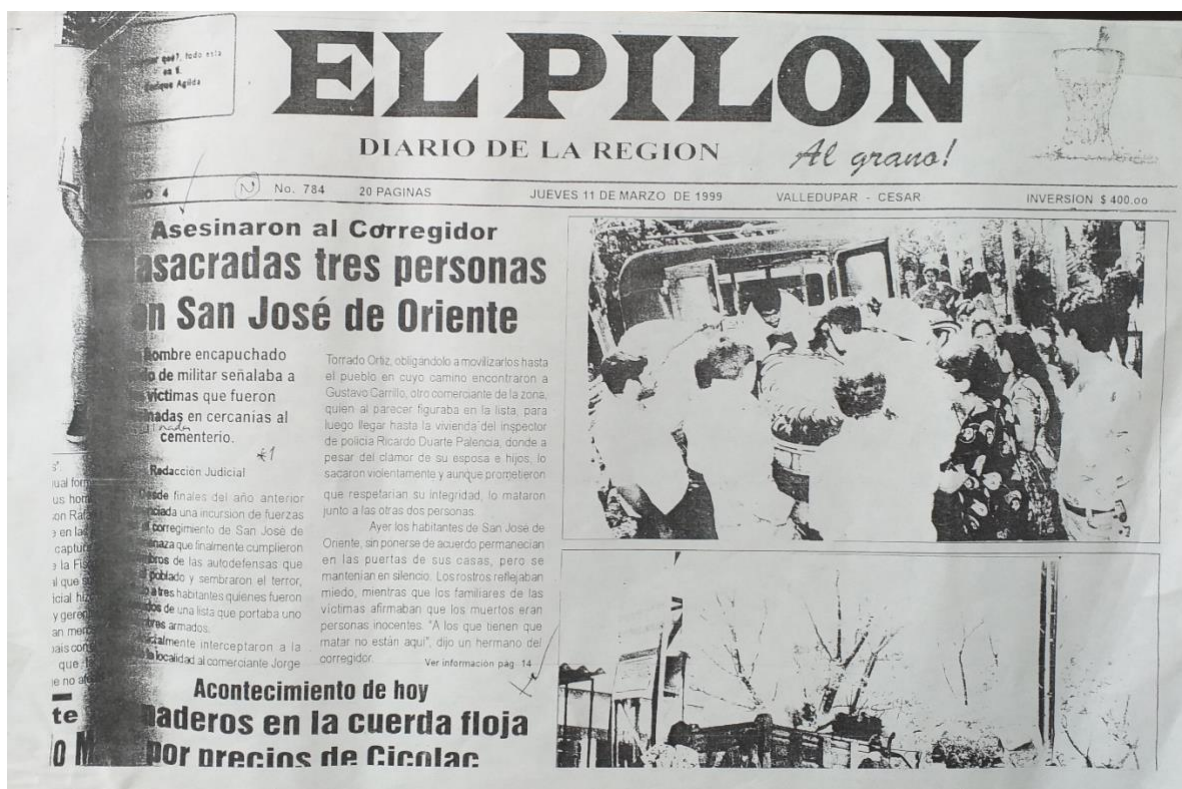 qué?, todo esta
en ti.
Enrique Agilda
EL PILON
DIARIO DE LA REGION
Al grano!
O 4
No. 784
20 PAGINAS
JUEVES 11 DE MARZO DE 1999
VALLEDUPAR - CESAR
INVERSION $ 400.oo
Asesinaron al Corregidor
asacradas tres personas
n San José de Oriente
ombre encapuchado
do de militar señalaba a
víctimas que fueron
nadas en cercanías al
cementerio.
Redacción Judicial
Desde finales del año anterior
nciada una incursion de fuerzas
corregimiento de San José de
naza que finalmente cumplieron
bros de las autodefensas que
poblado y sembraron el terror,
a tres habitantes quienes fueron
dos de una lista que portaba uno
bres armados.
cialmente interceptaron a la
la localidad al comerciante Jorge
Torrado Ortiz, obligándolo a movilizarlos hasta
el pueblo en cuyo camino encontraron a
Gustavo Carrillo, otro comerciante de la zona,
quien al parecer figuraba en la lista, para
luego llegar hasta la vivienda del inspector
de policía Ricardo Duarte Palencia, donde a
pesar del clamor de su esposa e hijos, lo
sacaron violentamente y aunque prometieron
que respetarían su integridad, lo mataron
junto a las otras dos personas.
Ayer los habitantes de San José de
Oriente, sin ponerse de acuerdo permanecían
en las puertas de sus casas, pero se
mantenían en silencio. Los rostros reflejaban
miedo, mientras que los familiares de las
víctimas afirmaban que los muertos eran
personas inocentes. "A los que tienen que
matar no están aquí", dijo un hermano del
corregidor.
Ver información pág. 14
Acontecimiento de hoy
naderos en la cuerda floja
por precios de Cicolac